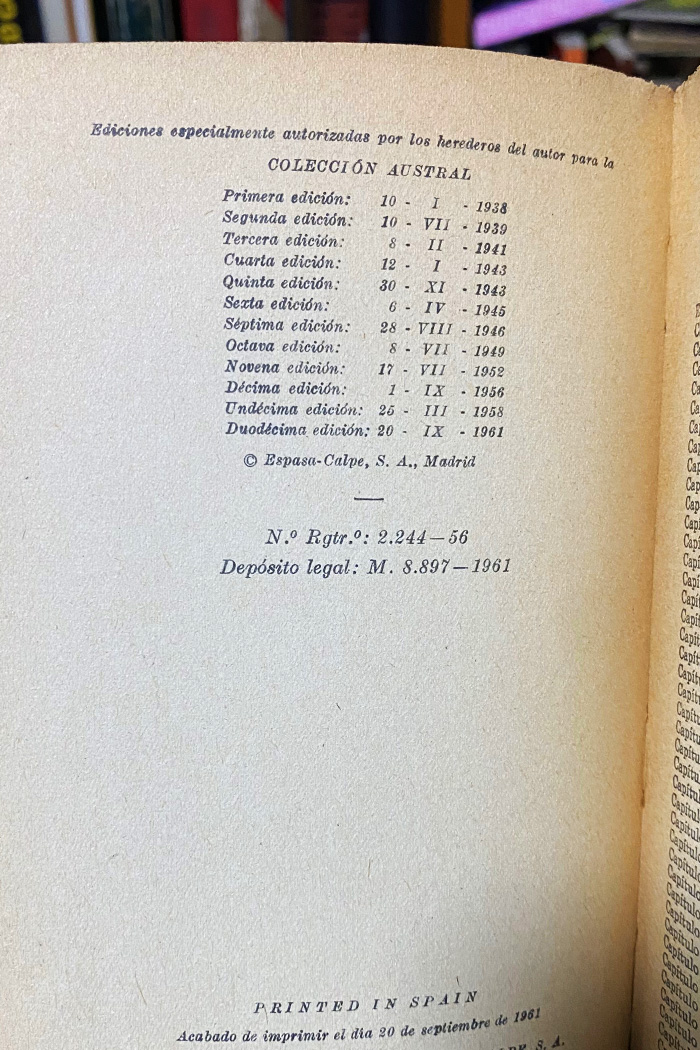 Ediciones especialmente autorizadas por los herederos del autor para la
COLECCIÓN AUSTRAL
Primera edición: 10 - I - 1938
Segunda edición: 10 - VII - 1939
Tercera edición: 8 - II - 1941
Cuarta edición: 12 - I - 1943
Quinta edición: 30 - XI - 1943
Sexta edición: 6 - IV - 1945
Séptima edición: 28 - VIII - 1946
Octava edición: 8 - VII - 1949
Novena edición: 17 - VII - 1952
Décima edición: 1 - IX - 1956
Undécima edición: 25 - III - 1958
Duodécima edición: 20 - IX - 1961
© Espasa-Calpe, S. A., Madrid
N.º Rgtr.º: 2.244—56
Depósito legal: M. 8.897—1961
PRINTED IN SPAIN
Acabado de imprimir el día 20 de septiembre de 1961
S. A.